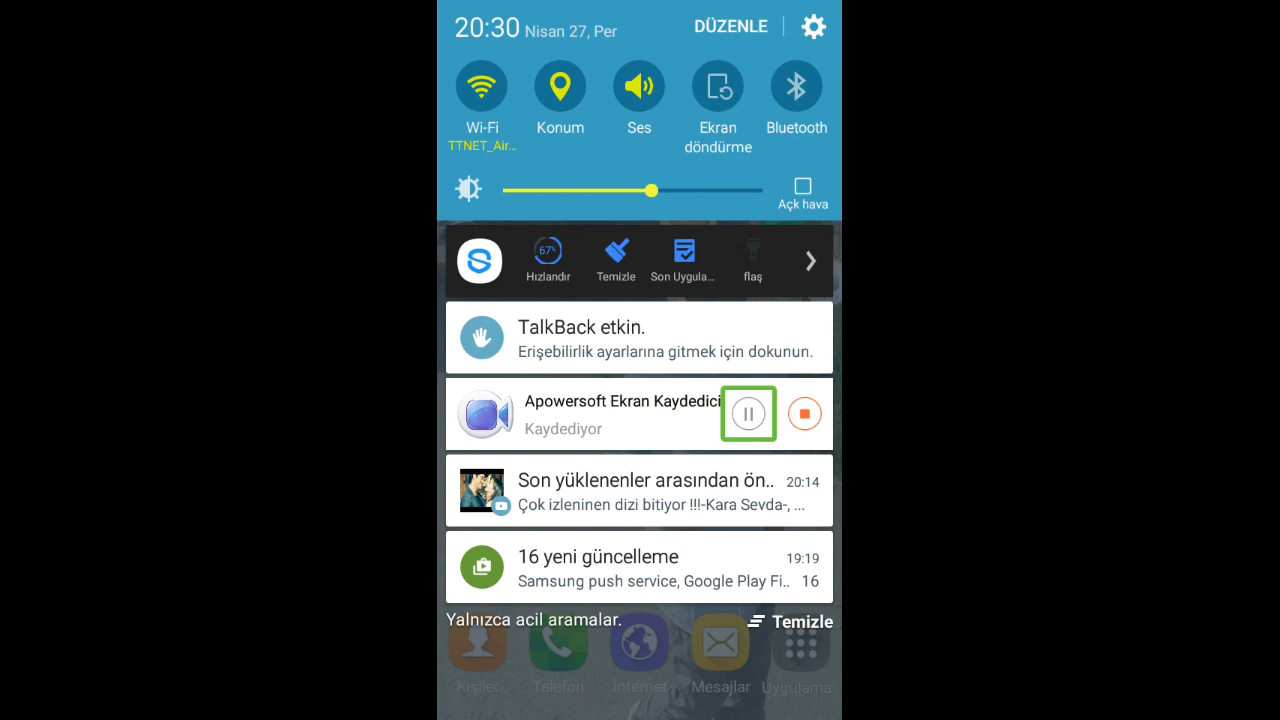 20:30 Nisan 27, Per DÜZENLE
Wi-Fi Konum Ses Ekran döndürme Bluetooth
TTNET_Air...
Açk hava
67%
Hızlandır Temizle Son Uygula... flaş
TalkBack etkin.
Erişebilirlik ayarlarına gitmek için dokunun.
Apowersoft Ekran Kaydedici
Kaydediyor
Son yüklenenler arasından ön.. 20:14
Çok izleninen dizi bitiyor !!!-Kara Sevda-, ...
16 yeni güncelleme 19:19
Samsung push service, Google Play Fi.. 16
Yalnızca acil aramalar. Temizle
Kişiler Telefon İnternet Mesajlar Uygulama